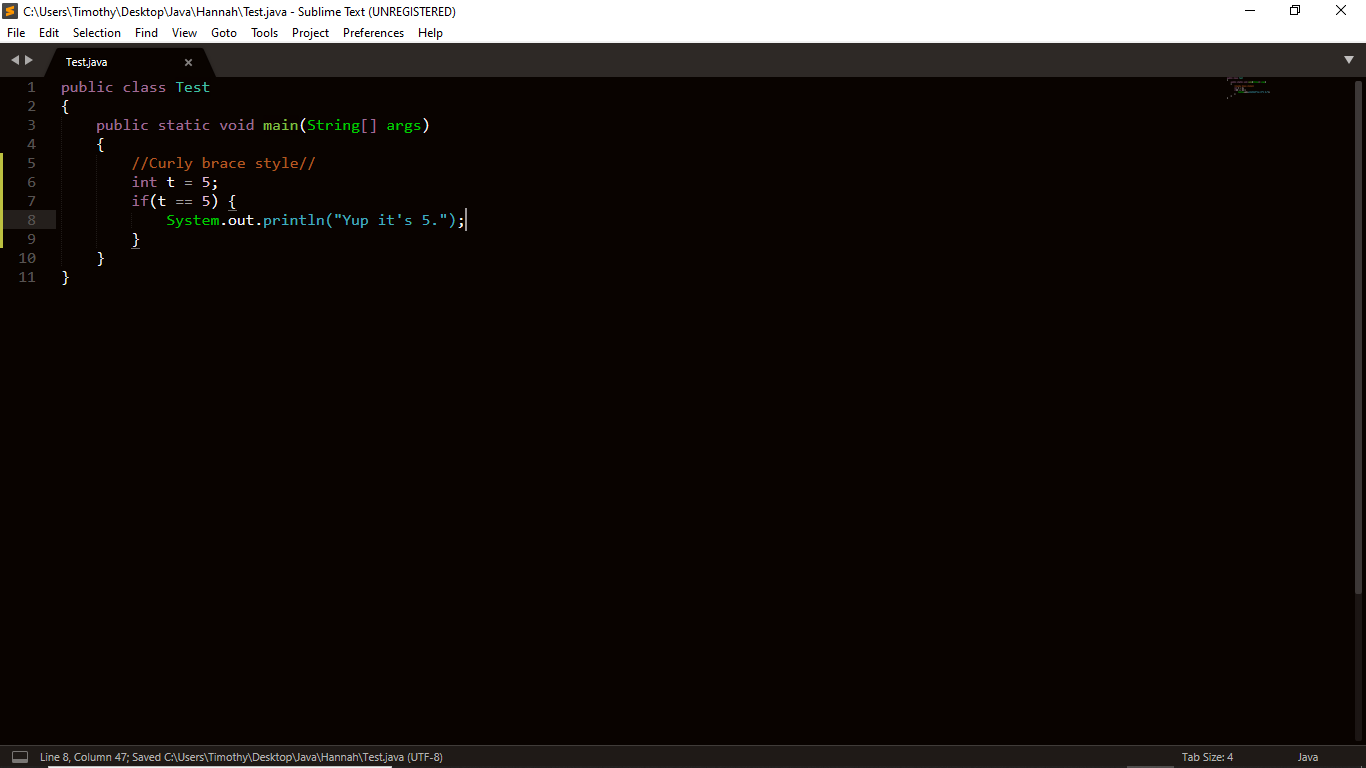 C:\Users\Timothy\Desktop\Java\Hannah\Test.java - Sublime Text (UNREGISTERED)
File Edit Selection Find View Goto Tools Project Preferences Help
Test.java
1 public class Test
2 {
3     public static void main(String[] args)
4     {
5         //Curly brace style//
6         int t = 5;
7         if(t == 5) {
8             System.out.println("Yup it's 5.");
9         }
10     }
11 }
Line 8, Column 47; Saved C:\Users\Timothy\Desktop\Java\Hannah\Test.java (UTF-8) Tab Size: 4 Java